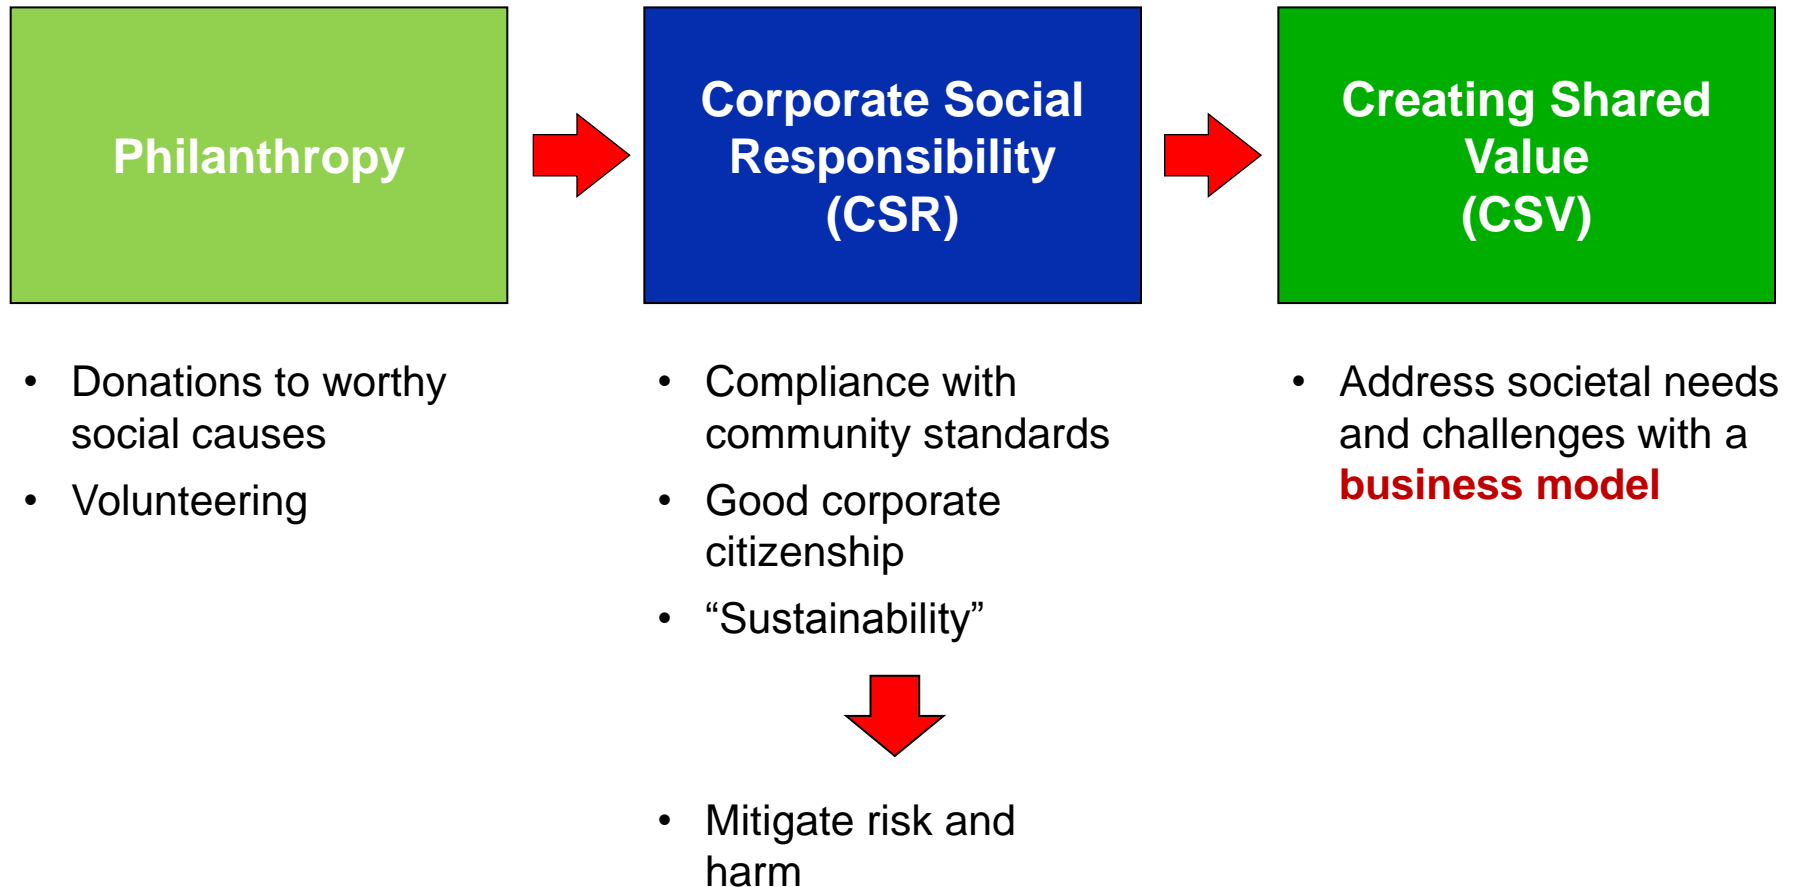 Philanthropy
Corporate Social
Responsibility
(CSR)
Creating Shared
Value
(CSV)
• Donations to worthy
social causes
• Volunteering
• Compliance with
community standards
• Good corporate
citizenship
• “Sustainability”
• Mitigate risk and
harm
• Address societal needs
and challenges with a
business model